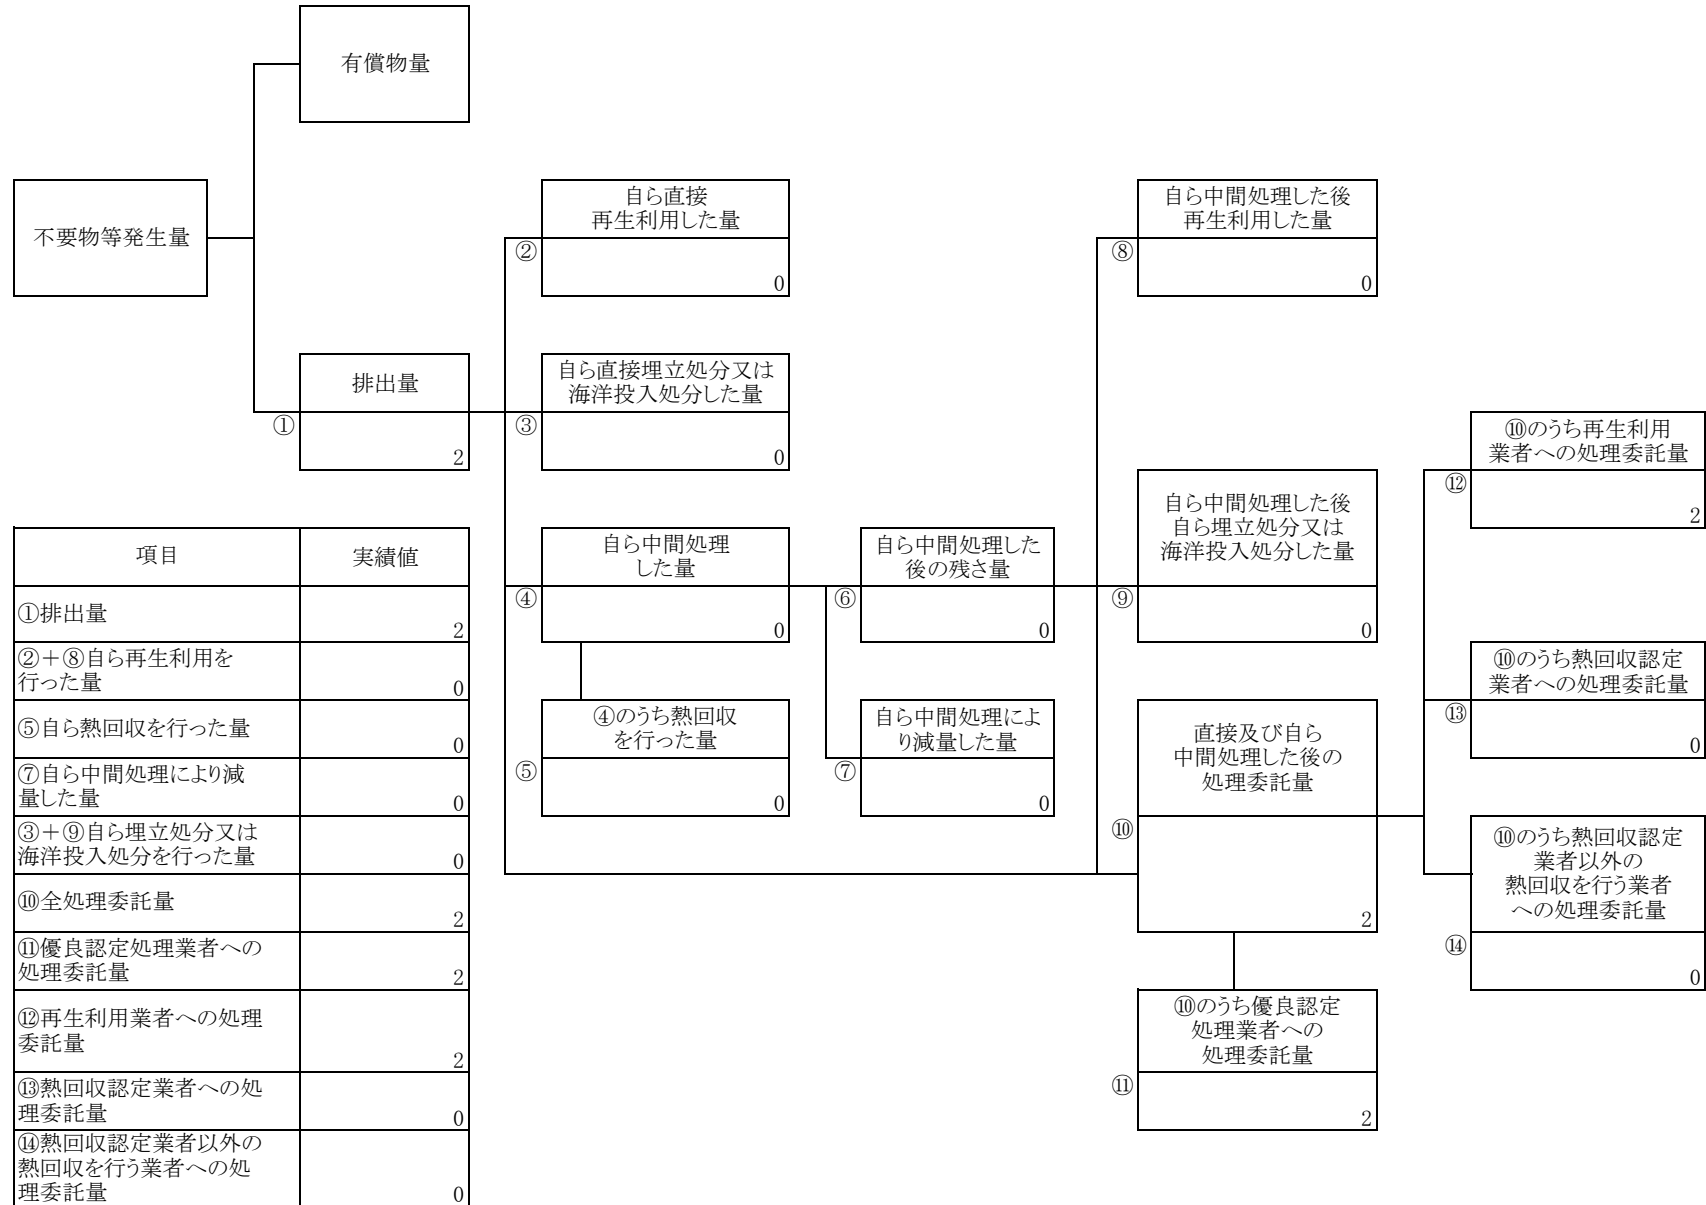 有償物量
不要物等発生量
自ら直接
再生利用した量
②
0
自ら中間処理した後
再生利用した量
⑧
0
排出量
①
2
自ら直接埋立処分又は
海洋投入処分した量
③
0
⑩のうち再生利用
業者への処理委託量
⑫
2
自ら中間処理した後
自ら埋立処分又は
海洋投入処分した量
⑨
0
自ら中間処理
した量
④
0
自ら中間処理した
後の残さ量
⑥
0
⑩のうち熱回収認定
業者への処理委託量
⑬
0
④のうち熱回収
を行った量
⑤
0
自ら中間処理によ
り減量した量
⑦
0
直接及び自ら
中間処理した後の
処理委託量
⑩
2
⑩のうち熱回収認定
業者以外の
熱回収を行う業者
への処理委託量
⑭
0
⑩のうち優良認定
処理業者への
処理委託量
⑪
2
項目 実績値
①排出量
2
②+⑧自ら再生利用を
行った量
0
⑤自ら熱回収を行った量
0
⑦自ら中間処理により減
量した量
0
③+⑨自ら埋立処分又は
海洋投入処分を行った量
0
⑩全処理委託量
2
⑪優良認定処理業者への
処理委託量
2
⑫再生利用業者への処理
委託量
2
⑬熱回収認定業者への処
理委託量
0
⑭熱回収認定業者以外の
熱回収を行う業者への処
理委託量
0